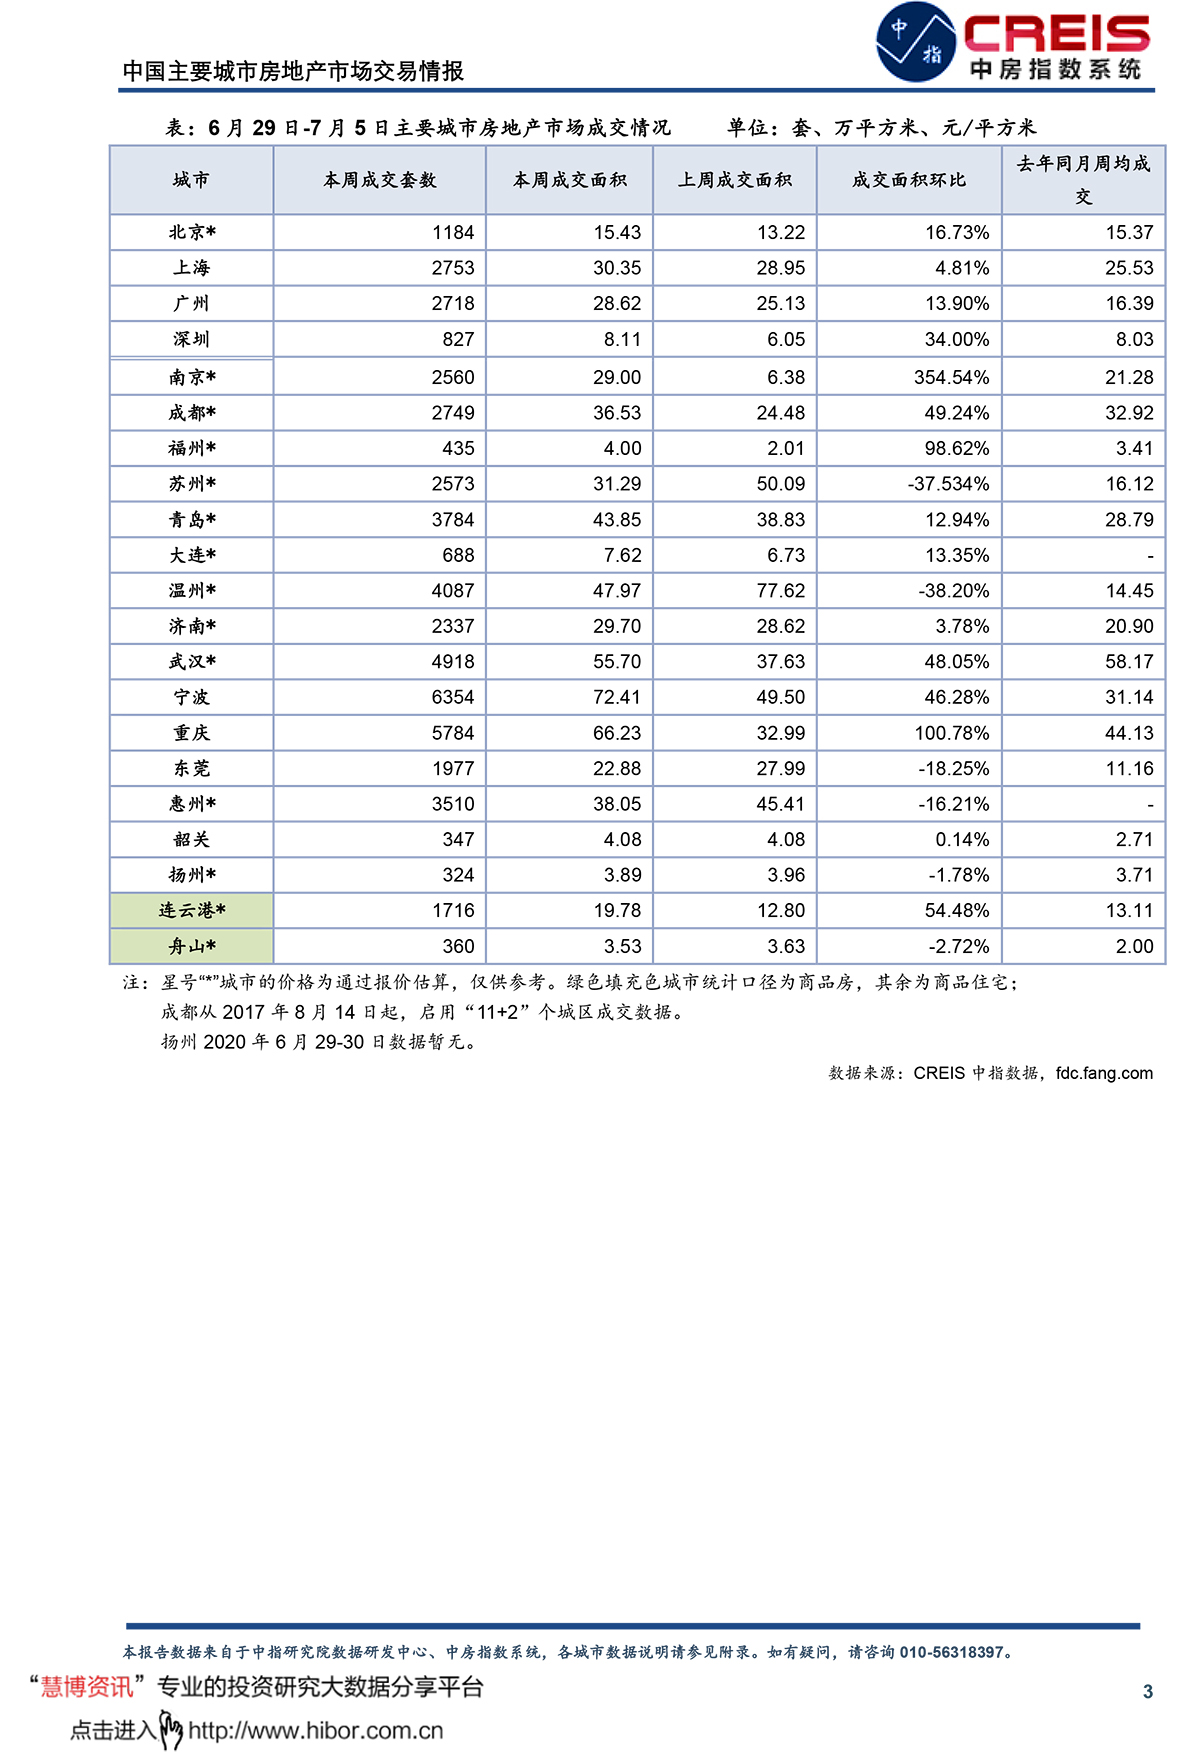 中国主要城市房地产市场交易情报
中
指
CREIS
中房指数系统
表：6 月 29 日-7 月 5 日主要城市房地产市场成交情况 单位：套、万平方米、元/平方米
城市 本周成交套数 本周成交面积 上周成交面积 成交面积环比 去年同月周均成
交
北京* 1184 15.43 13.22 16.73% 15.37
上海 2753 30.35 28.95 4.81% 25.53
广州 2718 28.62 25.13 13.90% 16.39
深圳 827 8.11 6.05 34.00% 8.03
南京* 2560 29.00 6.38 354.54% 21.28
成都* 2749 36.53 24.48 49.24% 32.92
福州* 435 4.00 2.01 98.62% 3.41
苏州* 2573 31.29 50.09 -37.534% 16.12
青岛* 3784 43.85 38.83 12.94% 28.79
大连* 688 7.62 6.73 13.35% -
温州* 4087 47.97 77.62 -38.20% 14.45
济南* 2337 29.70 28.62 3.78% 20.90
武汉* 4918 55.70 37.63 48.05% 58.17
宁波 6354 72.41 49.50 46.28% 31.14
重庆 5784 66.23 32.99 100.78% 44.13
东莞 1977 22.88 27.99 -18.25% 11.16
惠州* 3510 38.05 45.41 -16.21% -
韶关 347 4.08 4.08 0.14% 2.71
扬州* 324 3.89 3.96 -1.78% 3.71
连云港* 1716 19.78 12.80 54.48% 13.11
舟山* 360 3.53 3.63 -2.72% 2.00
注：星号“*”城市的价格为通过报价估算，仅供参考。绿色填充色城市统计口径为商品房，其余为商品住宅；
成都从 2017 年 8 月 14 日起，启用“11+2”个城区成交数据。
扬州 2020 年 6 月 29-30 日数据暂无。
数据来源：CREIS 中指数据，fdc.fang.com
本报告数据来自于中指研究院数据研发中心、中房指数系统，各城市数据说明请参见附录。如有疑问，请咨询 010-56318397。
“慧博资讯”专业的投资研究大数据分享平台
3
点击进入http://www.hibor.com.cn